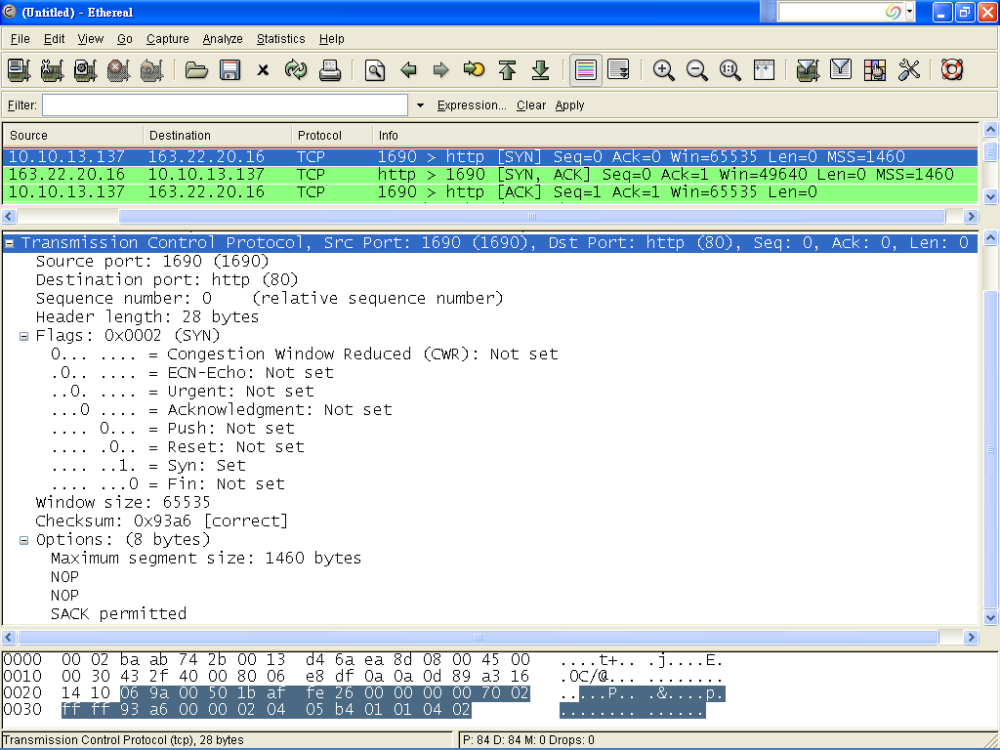 (Untitled) - Ethereal
File Edit View Go Capture Analyze Statistics Help
Filter: Expression... Clear Apply
Source Destination Protocol Info
10.10.13.137 163.22.20.16 TCP 1690 > http [SYN] Seq=0 Ack=0 Win=65535 Len=0 MSS=1460
163.22.20.16 10.10.13.137 TCP http > 1690 [SYN, ACK] Seq=0 Ack=1 Win=49640 Len=0 MSS=1460
10.10.13.137 163.22.20.16 TCP 1690 > http [ACK] Seq=1 Ack=1 Win=65535 Len=0
Transmission Control Protocol, Src Port: 1690 (1690), Dst Port: http (80), Seq: 0, Ack: 0, Len: 0
Source port: 1690 (1690)
Destination port: http (80)
Sequence number: 0 (relative sequence number)
Header length: 28 bytes
Flags: 0x0002 (SYN)
0... .... = Congestion Window Reduced (CWR): Not set
.0.. .... = ECN-Echo: Not set
..0. .... = Urgent: Not set
...0 .... = Acknowledgment: Not set
.... 0... = Push: Not set
.... .0.. = Reset: Not set
.... ..1. = Syn: Set
.... ...0 = Fin: Not set
Window size: 65535
Checksum: 0x93a6 [correct]
Options: (8 bytes)
Maximum segment size: 1460 bytes
NOP
NOP
SACK permitted
0000 00 02 ba ab 74 2b 00 13 d4 6a ea 8d 08 00 45 00 ....t+.. .j....E.
0010 00 30 43 2f 40 00 80 06 e8 df 0a 0a 0d 89 a3 16 .0C/@... ........
0020 14 10 06 9a 00 50 1b af fe 26 00 00 00 00 70 02 .....P.. .&....p.
0030 ff ff 93 a6 00 00 02 04 05 b4 01 01 04 02 ........ ......
Transmission Control Protocol (tcp), 28 bytes P: 84 D: 84 M: 0 Drops: 0